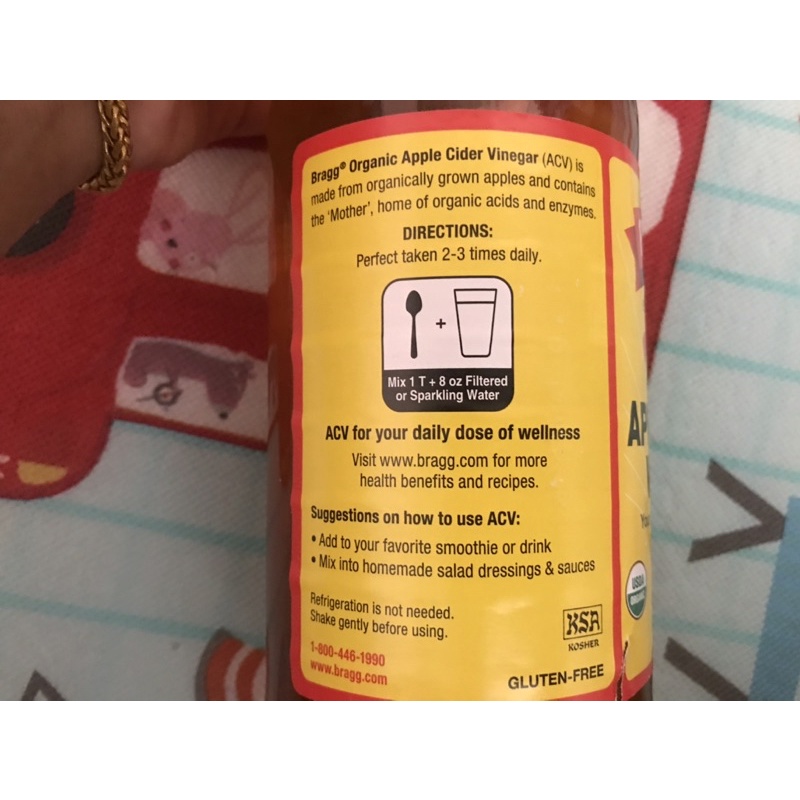 Bragg® Organic Apple Cider Vinegar (ACV) is
made from organically grown apples and contains
the 'Mother', home of organic acids and enzymes.
DIRECTIONS:
Perfect taken 2-3 times daily.
+
Mix 1 T + 8 oz Filtered
or Sparkling Water
ACV for your daily dose of wellness
Visit www.bragg.com for more
health benefits and recipes.
Suggestions on how to use ACV:
• Add to your favorite smoothie or drink
• Mix into homemade salad dressings & sauces
Refrigeration is not needed.
Shake gently before using.
1-800-446-1990
www.bragg.com
KSA
KOSHER
GLUTEN-FREE
AP
USDA
ORGANIC